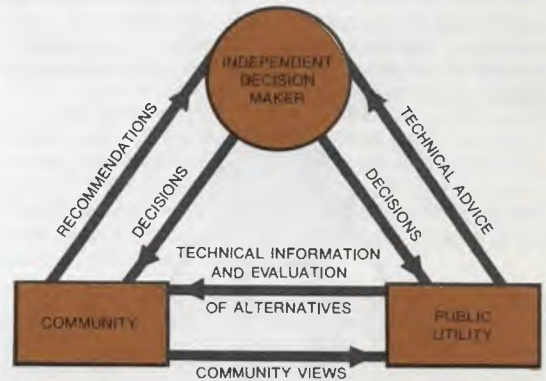 INDEPENDENT
DECISION
MAKER
RECOMMENDATIONS
DECISIONS
DECISIONS
TECHNICAL ADVICE
TECHNICAL INFORMATION
AND EVALUATION
OF ALTERNATIVES
COMMUNITY
PUBLIC
UTILITY
COMMUNITY VIEWS